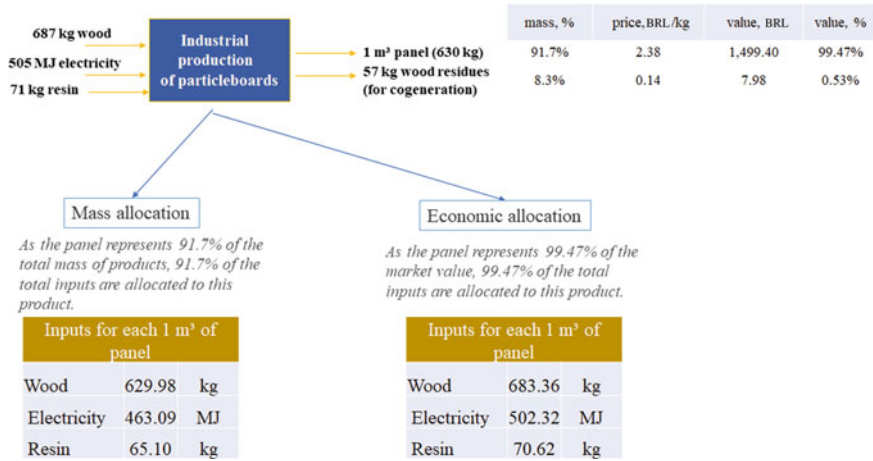 687 kg wood
505 MJ electricity
71 kg resin
Industrial
production
of particleboards
1 m³ panel (630 kg)
57 kg wood residues
(for cogeneration)
mass, % price, BRL/kg value, BRL value, %
91.7% 2.38 1,499.40 99.47%
8.3% 0.14 7.98 0.53%
Mass allocation
As the panel represents 91.7% of the
total mass of products, 91.7% of the
total inputs are allocated to this
product.
Inputs for each 1 m³ of
panel
Wood 629.98 kg
Electricity 463.09 MJ
Resin 65.10 kg
Economic allocation
As the panel represents 99.47% of the
market value, 99.47% of the total
inputs are allocated to this product.
Inputs for each 1 m³ of
panel
Wood 683.36 kg
Electricity 502.32 MJ
Resin 70.62 kg